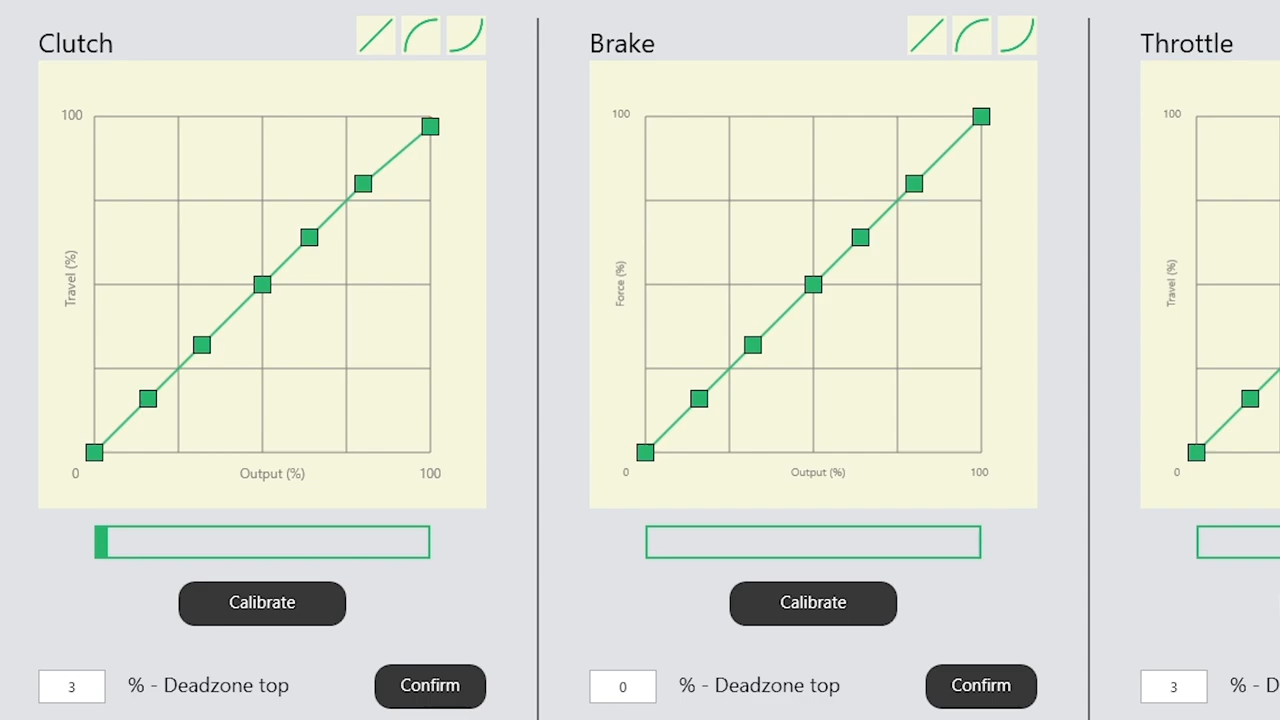 Clutch
100
Travel (%)
0
Output (%)
100
Calibrate
3
% - Deadzone top
Confirm
Brake
100
Force (%)
0
Output (%)
100
Calibrate
0
% - Deadzone top
Confirm
Throttle
100
Travel (%)
0
3
% - D